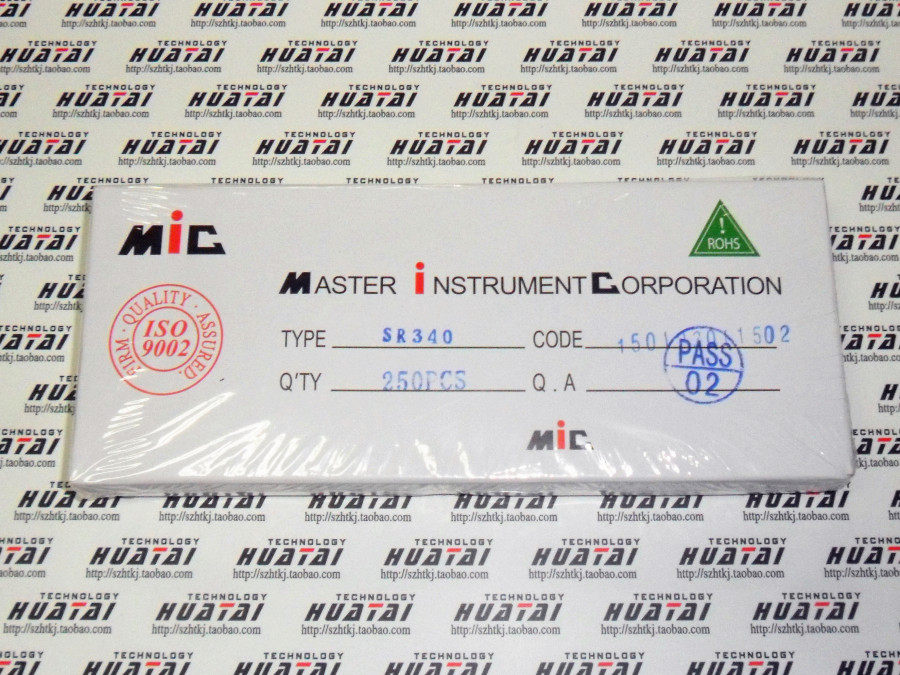 TECHNOLOGY
HUATAI
http://szhtkj.taobao.com
MiC
ROHS
MASTER iNSTRUMENT CORPORATION
FIRM · QUALITY · ASSURED.
ISO
9002
TYPE SR340 CODE 1502
Q'TY 250PCS Q.A
PASS
02
MiC